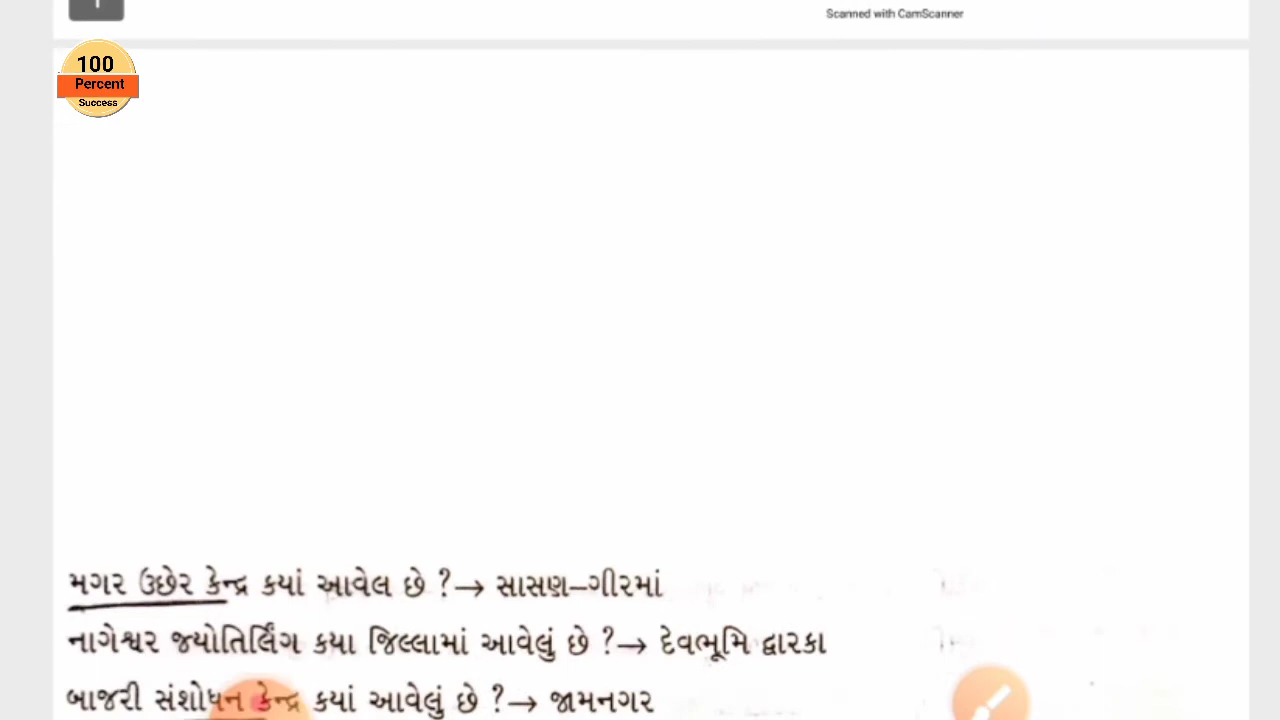 Scanned with CamScanner
100
Percent
Success
મગર ઉછેર કેન્દ્ર કયાં આવેલ છે ?→ સાસણ–ગીરમાં
નાગેશ્વર જ્યોતિર્લિંગ કયા જિલ્લામાં આવેલું છે ?→ દેવભૂમિ દ્વારકા
બાજરી સંશોધન કેન્દ્ર કયાં આવેલું છે ?→ જામનગર